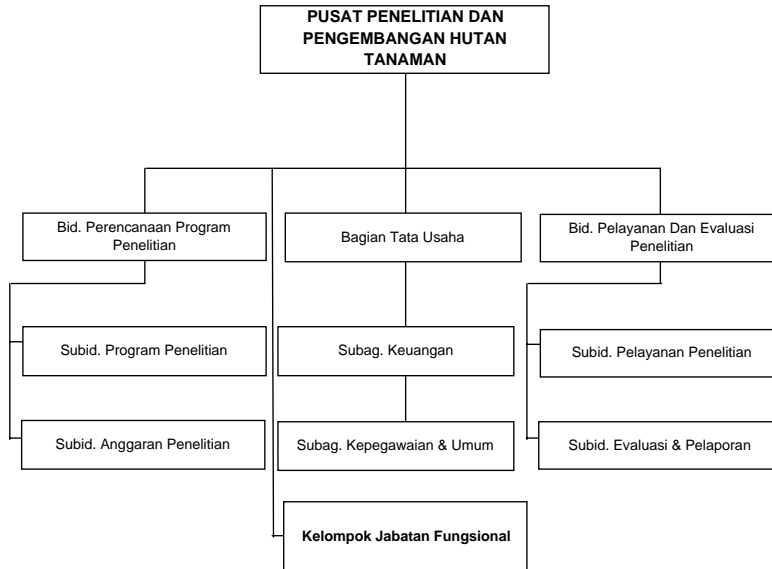 PUSAT PENELITIAN DAN
PENGEMBANGAN HUTAN
TANAMAN
Bid. Perencanaan Program
Penelitian
Bagian Tata Usaha
Bid. Pelayanan Dan Evaluasi
Penelitian
Subid. Program Penelitian
Subag. Keuangan
Subid. Pelayanan Penelitian
Subid. Anggaran Penelitian
Subag. Kepegawaian & Umum
Subid. Evaluasi & Pelaporan
Kelompok Jabatan Fungsional